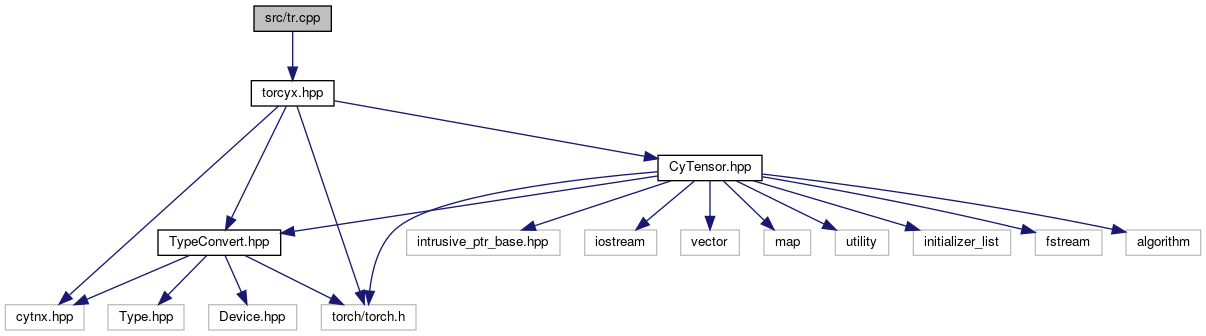 src/tr.cpp
torcyx.hpp
CyTensor.hpp
TypeConvert.hpp
intrusive_ptr_base.hpp
iostream
vector
map
utility
initializer_list
fstream
algorithm
cytnx.hpp
Type.hpp
Device.hpp
torch/torch.h